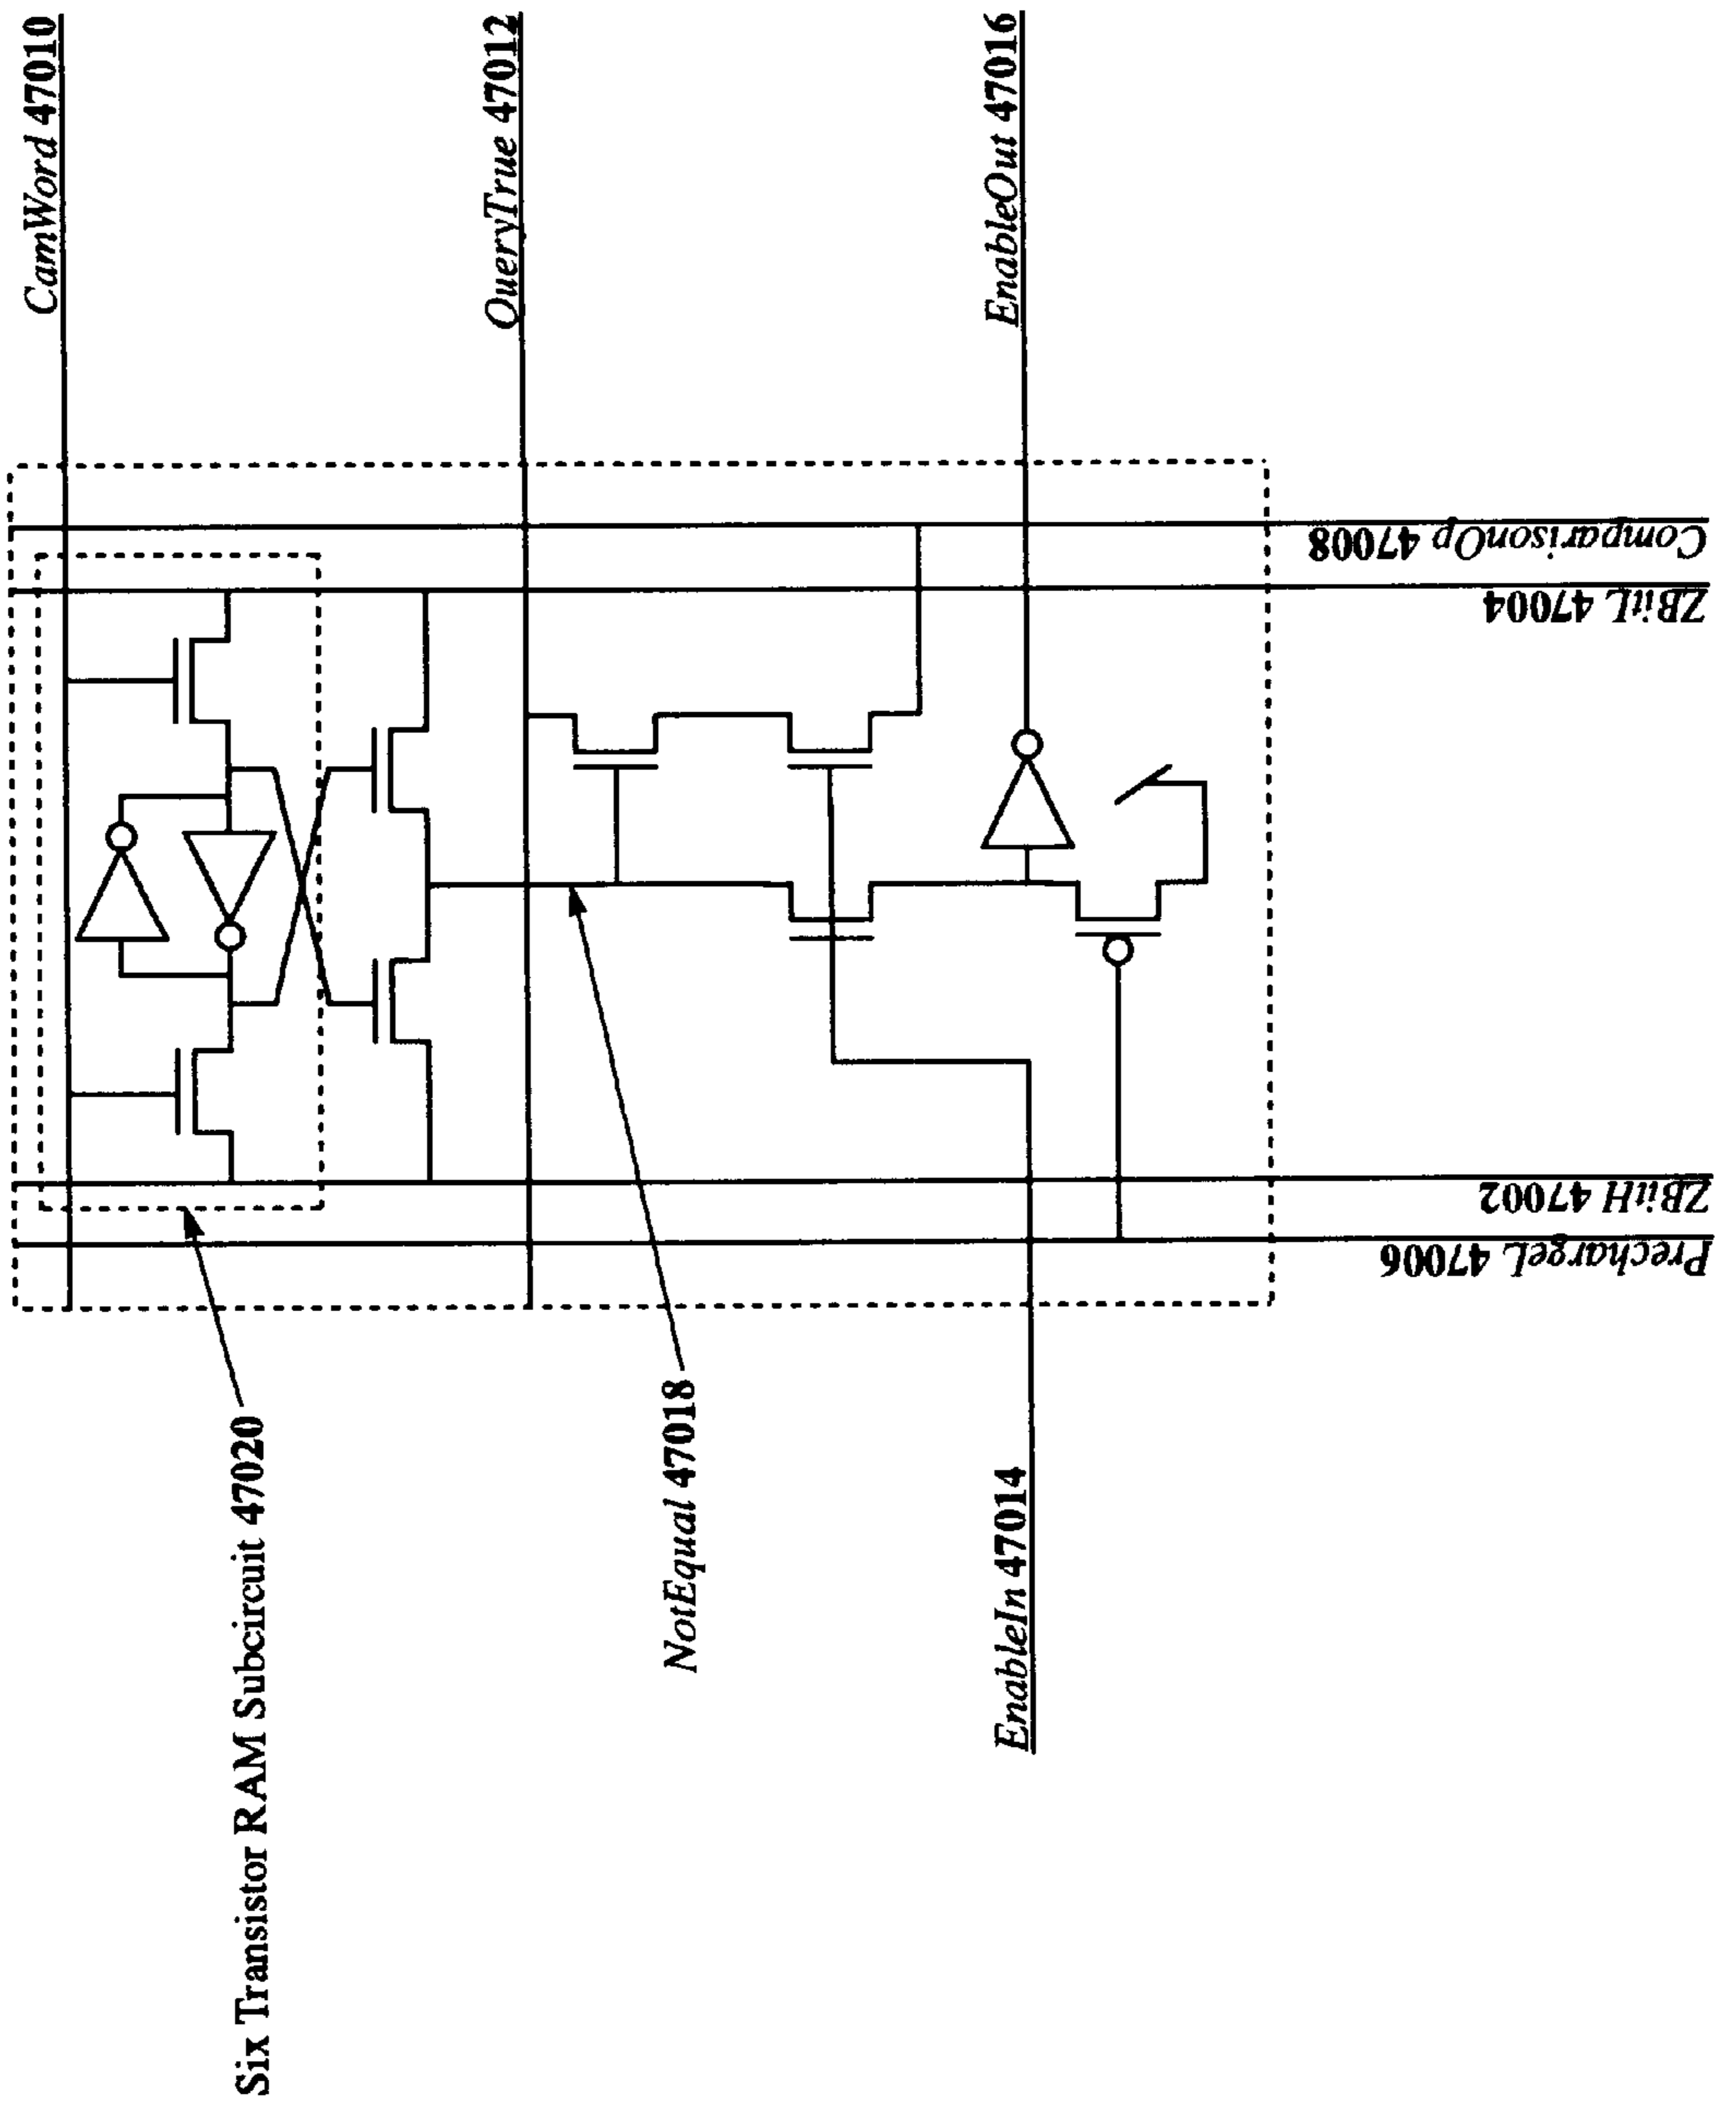 CamWord 47010
QueryTrue 47012
EnableOut 47016
ComparisonOp 47008
ZBitL 47004
ZBitH 47002
PrechargeL 47006
Six Transistor RAM Subcircuit 47020
NotEqual 47018
EnableIn 47014